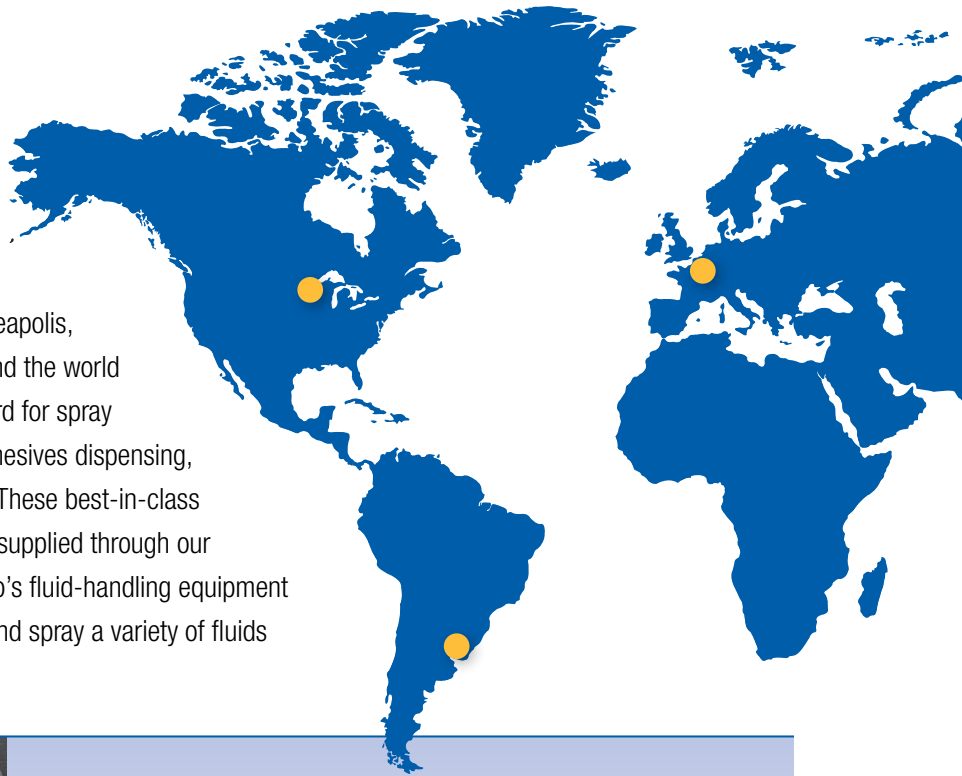 eapolis,
nd the world
rd for spray
nesives dispensing,
These best-in-class
supplied through our
o's fluid-handling equipment
nd spray a variety of fluids